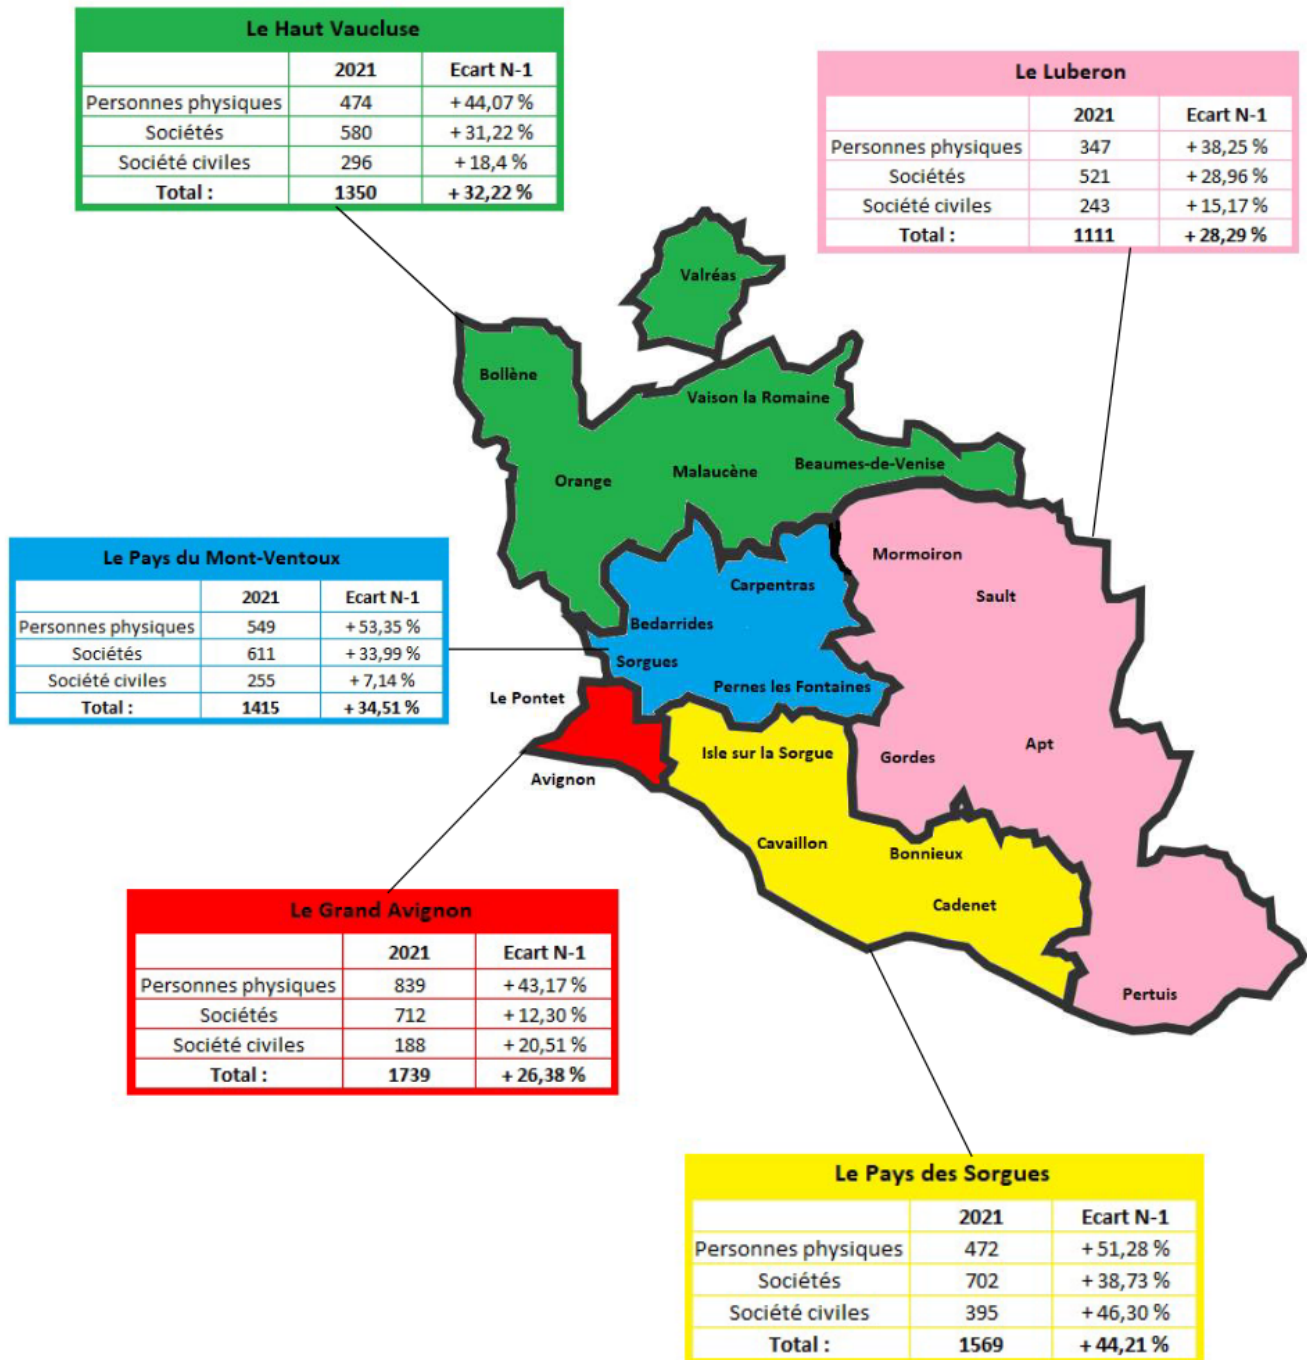 Le Haut Vaucluse
2021 Ecart N-1
Personnes physiques 474 + 44,07 %
Sociétés 580 + 31,22 %
Société civiles 296 + 18,4 %
Total : 1350 + 32,22 %
Le Luberon
2021 Ecart N-1
Personnes physiques 347 + 38,25 %
Sociétés 521 + 28,96 %
Société civiles 243 + 15,17 %
Total : 1111 + 28,29 %
Valréas
Bollène
Vaison la Romaine
Beaumes-de-Venise
Malaucène
Orange
Le Pays du Mont-Ventoux
2021 Ecart N-1
Personnes physiques 549 + 53,35 %
Sociétés 611 + 33,99 %
Société civiles 255 + 7,14 %
Total : 1415 + 34,51 %
Mormoiron
Carpentras
Sault
Bedarrides
Sorgues
Pernes les Fontaines
Le Pontet
Isle sur la Sorgue
Gordes
Apt
Avignon
Cavaillon
Bonnieux
Cadenet
Pertuis
Le Grand Avignon
2021 Ecart N-1
Personnes physiques 839 + 43,17 %
Sociétés 712 + 12,30 %
Société civiles 188 + 20,51 %
Total : 1739 + 26,38 %
Le Pays des Sorgues
2021 Ecart N-1
Personnes physiques 472 + 51,28 %
Sociétés 702 + 38,73 %
Société civiles 395 + 46,30 %
Total : 1569 + 44,21 %